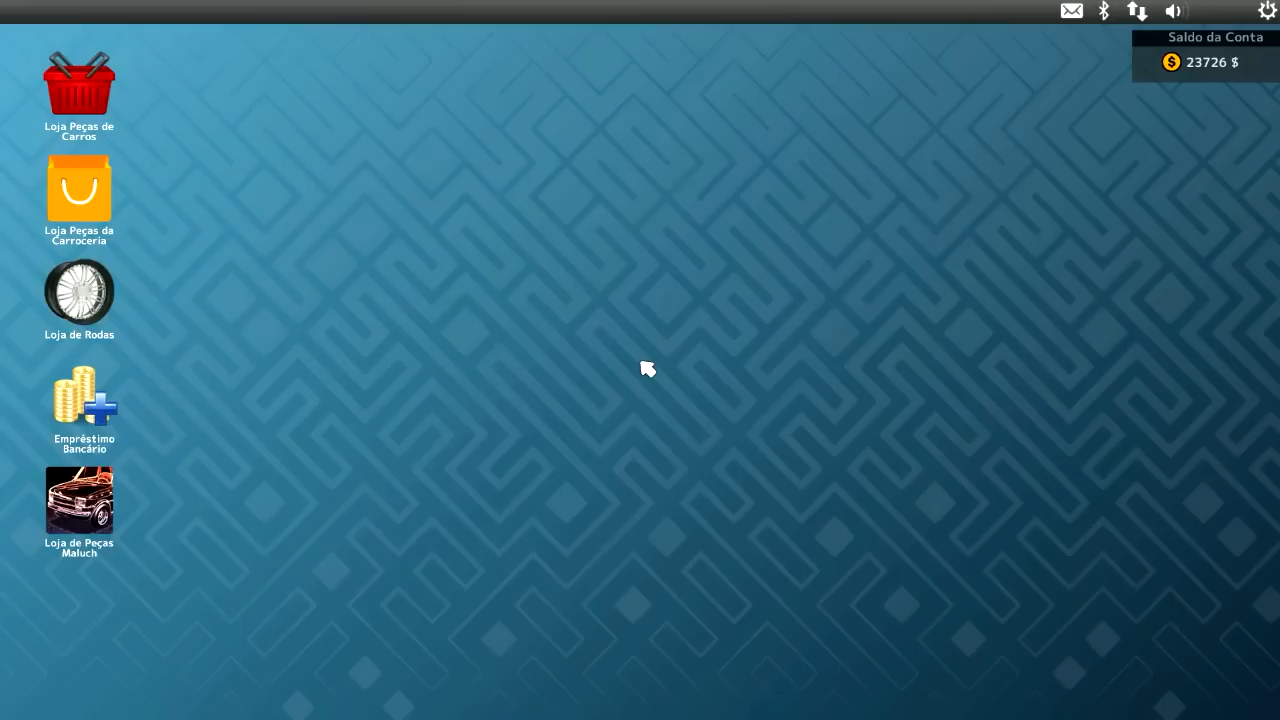 Saldo da Conta
23726 $
Loja Peças de
Carros
Loja Peças da
Carroceria
Loja de Rodas
Empréstimo
Bancário
Loja de Peças
Maluch